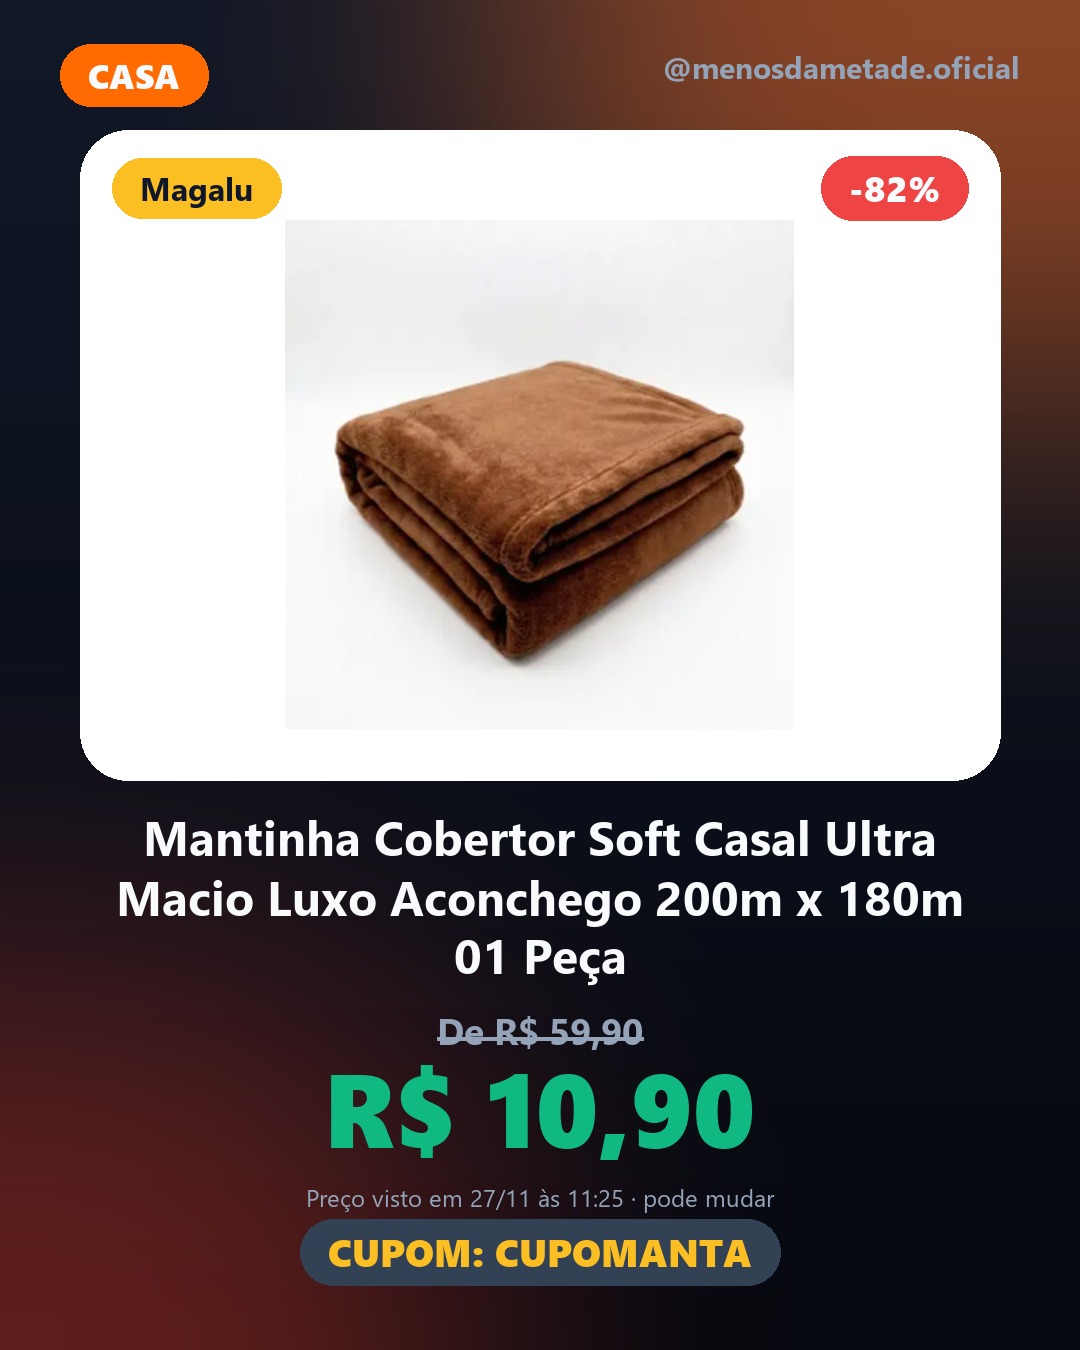 CASA
@menosdametade.oficial
Magalu
-82%
Mantinha Cobertor Soft Casal Ultra
Macio Luxo Aconchego 200m x 180m
01 Peça
De R$ 59,90
R$ 10,90
Preço visto em 27/11 às 11:25 · pode mudar
CUPOM: CUPOMANTA